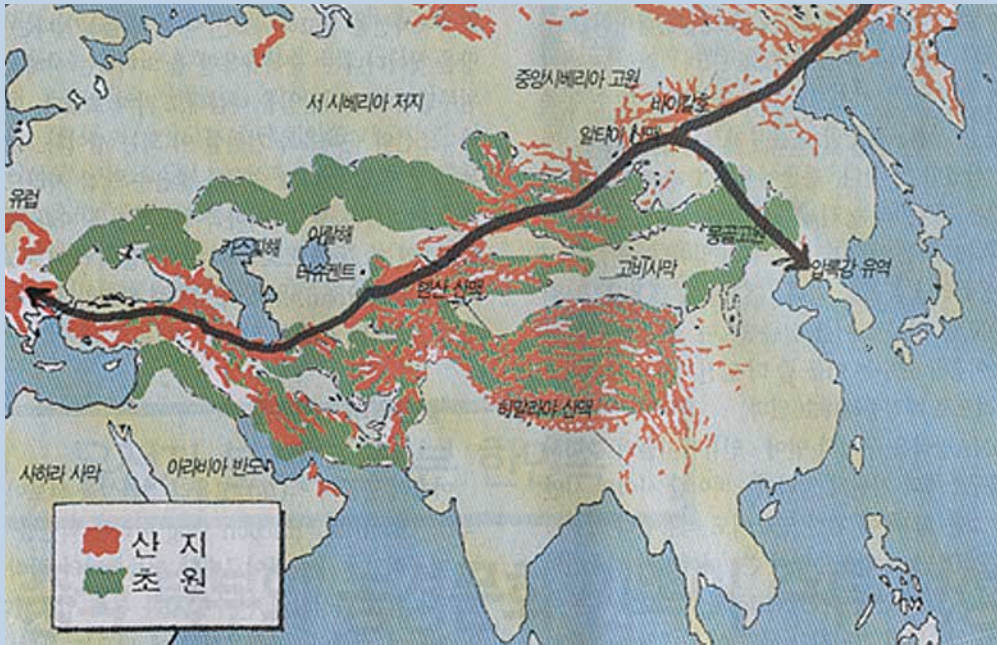 중앙시베리아 고원
서 시베리아 저지
바이칼호
알타이 산맥
유럽
카스피해
아랄해
타슈켄트
몽골고원
고비사막
압록강 유역
텐산 산맥
히말라야 산맥
사하라 사막
아라비아 반도
산 지
초 원